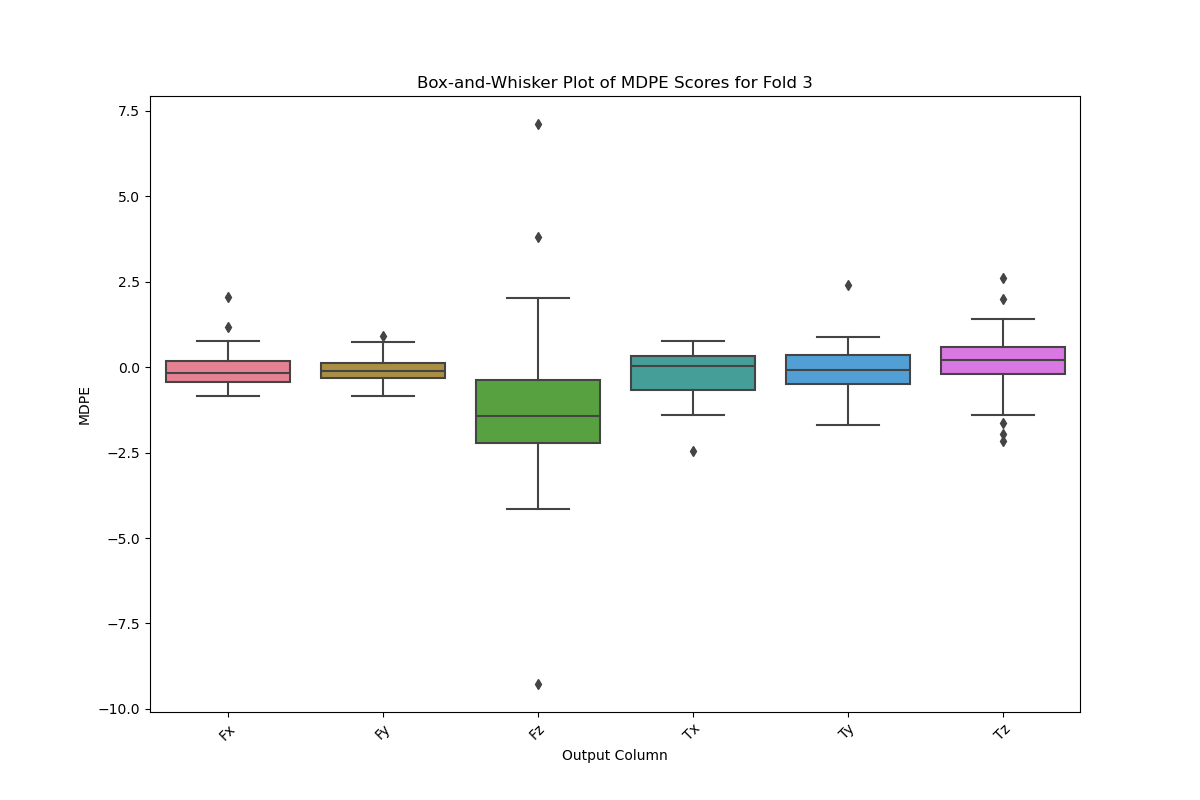 Box-and-Whisker Plot of MDPE Scores for Fold 3
7.5
5.0
2.5
0.0
−2.5
−5.0
−7.5
−10.0
MDPE
Fx Fy Fz Tx Ty Tz
Output Column